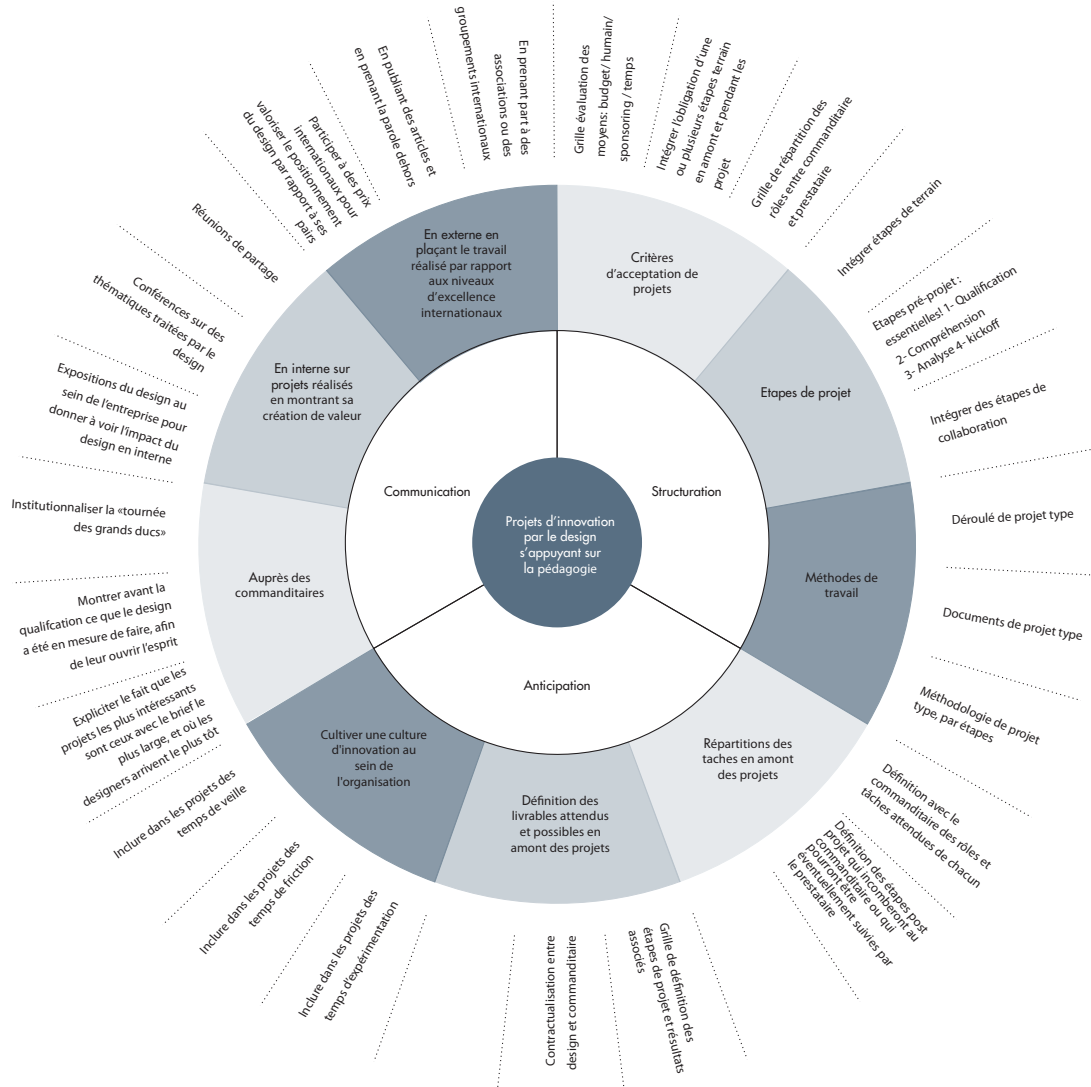 Projets d'innovation
par le design
s'appuyant sur
la pédagogie
Structuration
Anticipation
Communication
Critères
d'acceptation de
projets
Etapes de projet
Méthodes de
travail
Répartitions des
taches en amont
des projets
Définition des
livrables attendus
et possibles en
amont des projets
Cultiver une culture
d'innovation au
sein de
l'organisation
Auprès des
commanditaires
En interne sur
projets réalisés
en montrant sa
création de valeur
En externe en
plaçant le travail
réalisé par rapport
aux niveaux
d'excellence
internationaux
Grille évaluation des
moyens: budget/ humain/
sponsoring / temps
Intégrer l'obligation d'une
ou plusieurs étapes terrain
en amont et pendant les
projet
Grille de répartition des
rôles entre commanditaire
et prestataire
Intégrer étapes de terrain
Etapes pré-projet :
essentielles! 1- Qualification
2- Compréhension
3- Analyse 4- kickoff
Intégrer des étapes de
collaboration
Déroulé de projet type
Documents de projet type
Méthodologie de projet
type, par étapes
Définition avec le
commanditaire des rôles et
tâches attendues de chacun
Définition des étapes post
projet qui incomberont au
commanditaire ou qui
pourront être
éventuellement suivies par
le prestataire
Grille de définition des
étapes de projet et résultats
associés
Contractualisation entre
design et commanditaire
Inclure dans les projets des
temps d'expérimentation
Inclure dans les projets des
temps de friction
Inclure dans les projets des
temps de veille
Expliciter le fait que les
projets les plus intéressants
sont ceux avec le brief le
plus large, et où les
designers arrivent le plus tôt
Montrer avant la
qualifcation ce que le design
a été en mesure de faire, afin
de leur ouvrir l'esprit
Institutionnaliser la «tournée
des grands ducs»
Expositions du design au
sein de l'entreprise pour
donner à voir l'impact du
design en interne
Conférences sur des
thématiques traitées par le
design
Réunions de partage
Participer à des prix
internationaux pour
valoriser le positionnement
du design par rapport à ses
pairs
En publiant des articles et
en prenant la parole dehors
En prenant part à des
associations ou des
groupements internationaux